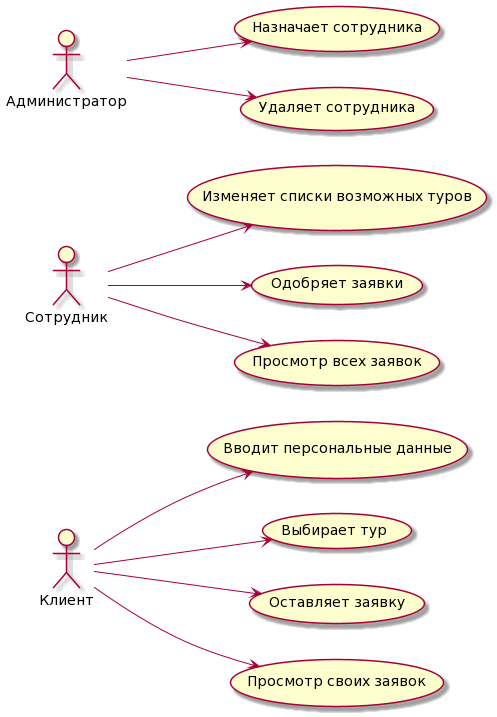 Назначает сотрудника
Администратор
Удаляет сотрудника
Изменяет списки возможных туров
Одобряет заявки
Сотрудник
Просмотр всех заявок
Вводит персональные данные
Выбирает тур
Клиент
Оставляет заявку
Просмотр своих заявок